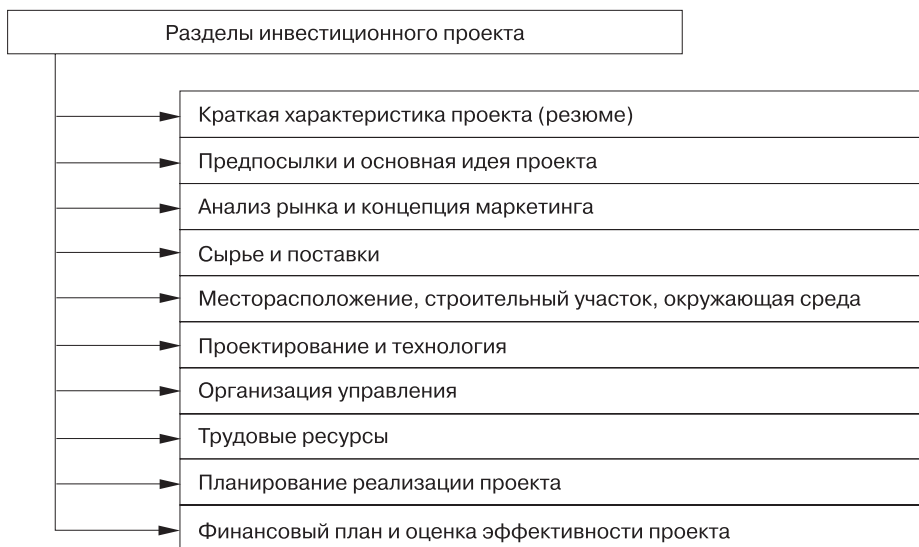 Разделы инвестиционного проекта
Краткая характеристика проекта (резюме)
Предпосылки и основная идея проекта
Анализ рынка и концепция маркетинга
Сырье и поставки
Месторасположение, строительный участок, окружающая среда
Проектирование и технология
Организация управления
Трудовые ресурсы
Планирование реализации проекта
Финансовый план и оценка эффективности проекта